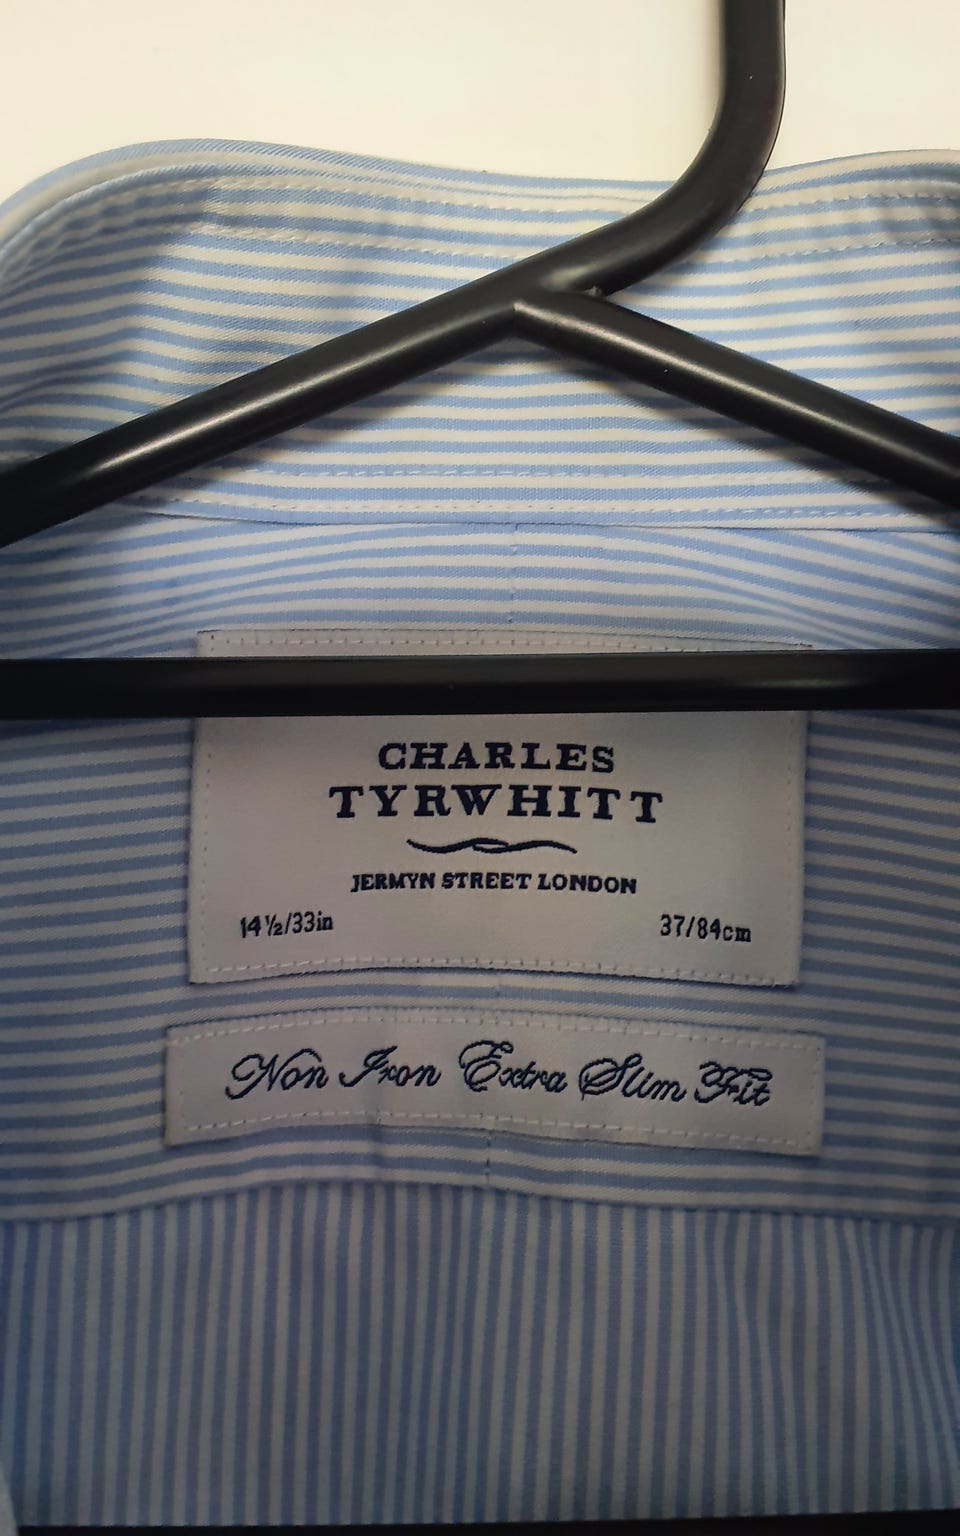 CHARLES
TYRWHITT
JERMYN STREET LONDON
14½/33in 37/84cm
Non Iron Extra Slim Fit